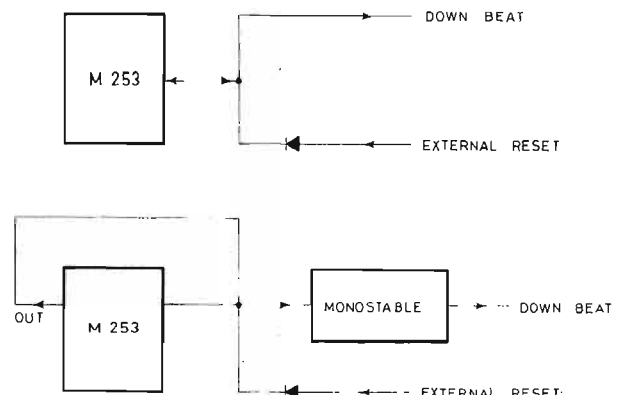 DOWN BEAT
M 253
EXTERNAL RESET
OUT
M 253
MONOSTABLE
DOWN BEAT
EXTERNAL RESET